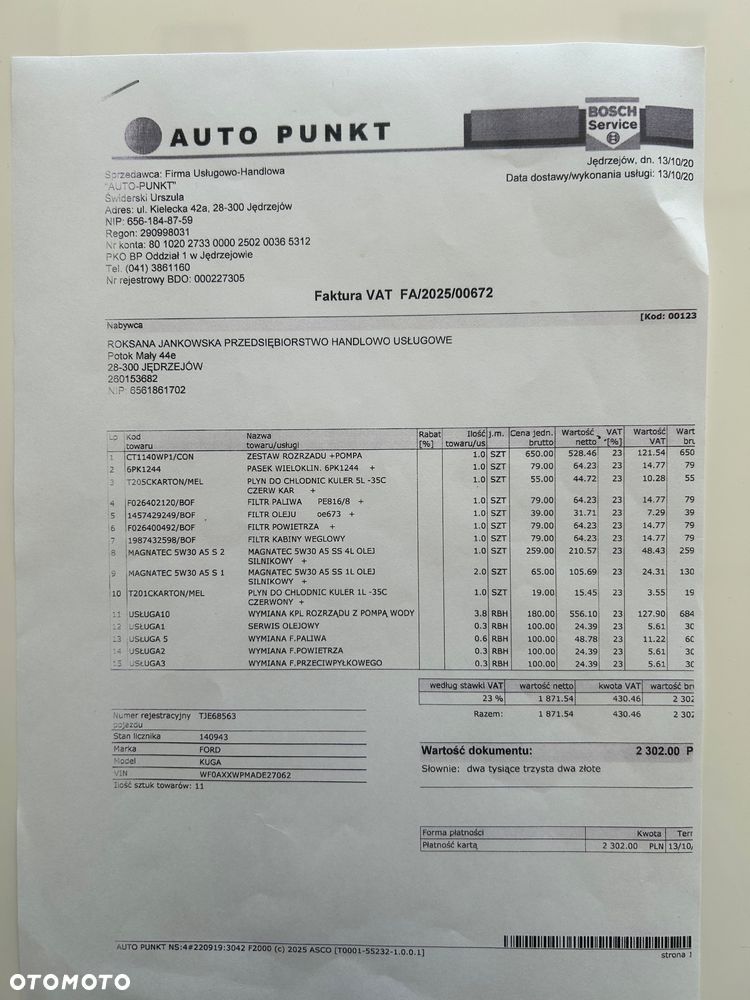 AUTO PUNKT
BOSCH
Service
Jędrzejów, dn. 13/10/20
Data dostawy/wykonania usługi: 13/10/20
Sprzedawca: Firma Usługowo-Handlowa
"AUTO-PUNKT"
Świderski Urszula
Adres: ul. Kielecka 42a, 28-300 Jędrzejów
NIP: 656-184-87-59
Regon: 290998031
Nr konta: 80 1020 2733 0000 2502 0036 5312
PKO BP Oddział 1 w Jędrzejowie
Tel. (041) 3861160
Nr rejestrowy BDO: 000227305
Faktura VAT FA/2025/00672
[Kod: 00123
Nabywca
ROKSANA JANKOWSKA PRZEDSIĘBIORSTWO HANDLOWO USŁUGOWE
Potok Mały 44e
28-300 JĘDRZEJÓW
260153682
NIP: 6561861702
Lp Kod towaru Nazwa towaru/usługi Rabat [%] Ilość towaru/us j.m. Cena jedn. brutto Wartość netto VAT [%] Wartość VAT Wart bru
1 CT1140WP1/CON ZESTAW ROZRZADU +POMPA 1.0 SZT 650.00 528.46 23 121.54 650
2 6PK1244 PASEK WIELOKLIN. 6PK1244 + 1.0 SZT 79.00 64.23 23 14.77 79
3 T205CKARTON/MEL PLYN DO CHLODNIC KULER 5L -35C 1.0 SZT 55.00 44.72 23 10.28 55
CZERW KAR +
4 F026402120/BOF FILTR PALIWA PE816/8 + 1.0 SZT 79.00 64.23 23 14.77 79
5 1457429249/BOF FILTR OLEJU oe673 + 1.0 SZT 39.00 31.71 23 7.29 39
6 F026400492/BOF FILTR POWIETRZA + 1.0 SZT 79.00 64.23 23 14.77 79
7 1987432598/BOF FILTR KABINY WEGLOWY 1.0 SZT 79.00 64.23 23 14.77 79
8 MAGNATEC 5W30 A5 S 2 MAGNATEC 5W30 A5 SS 4L OLEJ 1.0 SZT 259.00 210.57 23 48.43 259
SILNIKOWY +
9 MAGNATEC 5W30 A5 S 1 MAGNATEC 5W30 A5 SS 1L OLEJ 2.0 SZT 65.00 105.69 23 24.31 130
SILNIKOWY +
10 T201CKARTON/MEL PLYN DO CHLODNIC KULER 1L -35C 1.0 SZT 19.00 15.45 23 3.55 19
CZERWONY +
11 USŁUGA10 WYMIANA KPL ROZRZĄDU Z POMPĄ WODY 3.8 RBH 180.00 556.10 23 127.90 684
12 USŁUGA1 SERWIS OLEJOWY 0.3 RBH 100.00 24.39 23 5.61 30
13 USŁUGA 5 WYMIANA F.PALIWA 0.6 RBH 100.00 48.78 23 11.22 60
14 USŁUGA2 WYMIANA F.POWIETRZA 0.3 RBH 100.00 24.39 23 5.61 30
15 USŁUGA3 WYMIANA F.PRZECIWPYŁKOWEGO 0.3 RBH 100.00 24.39 23 5.61 30
według stawki VAT wartość netto kwota VAT wartość bru
23 % 1 871.54 430.46 2 302
Razem: 1 871.54 430.46 2 302
Numer rejestracyjny pojazdu TJE68563
Stan licznika 140943
Marka FORD
Model KUGA
VIN WF0AXXWPMADE27062
Ilość sztuk towarów: 11
Wartość dokumentu: 2 302.00 P
Słownie: dwa tysiące trzysta dwa złote
Forma płatności Kwota Terr
Płatność kartą 2 302.00 PLN 13/10/
AUTO PUNKT NS:4#220919:3042 F2000 (c) 2025 ASCO [T0001-55232-1.0.0.1]
strona 1
OTOMOTO